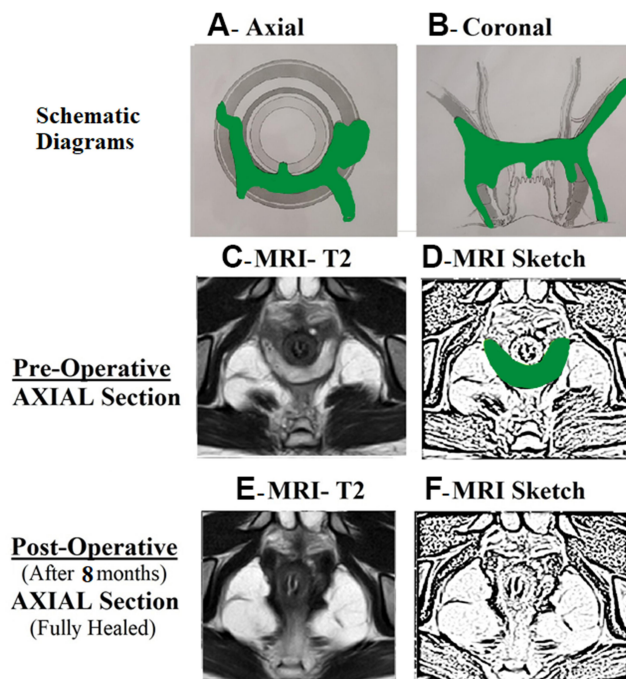 A- Axial
B- Coronal
Schematic
Diagrams
C-MRI- T2
D-MRI Sketch
Pre-Operative
AXIAL Section
E-MRI- T2
F-MRI Sketch
Post-Operative
(After 8 months)
AXIAL Section
(Fully Healed)